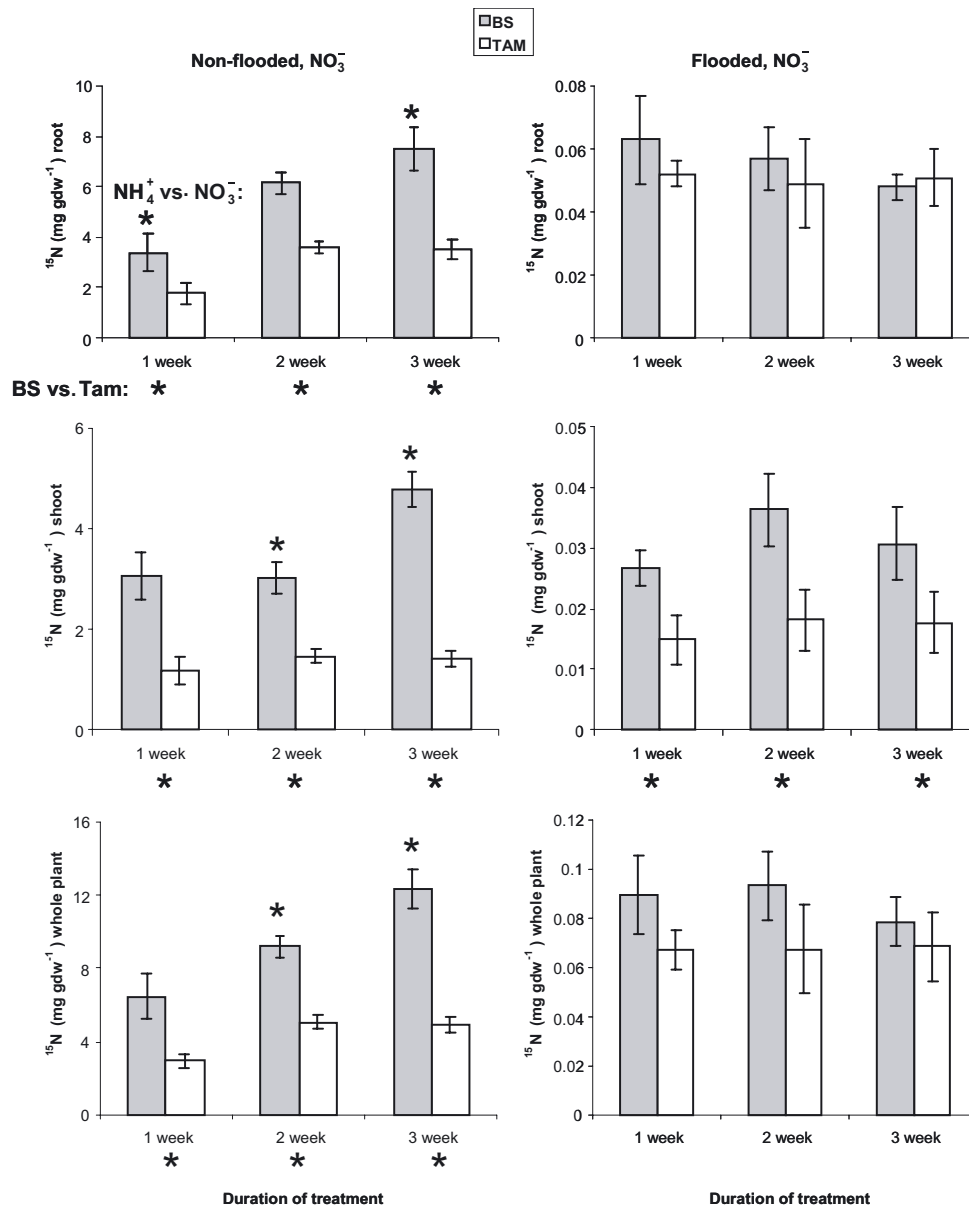 BS
TAM
Non-flooded, NO₃⁻
10
8
6
4
2
0
¹⁵N (mg gdw⁻¹) root
NH₄⁺ vs. NO₃⁻:
*
*
1 week
2 week
3 week
BS vs. Tam: * * *
Flooded, NO₃⁻
0.08
0.06
0.04
0.02
0
¹⁵N (mg gdw⁻¹) root
1 week
2 week
3 week
6
4
2
0
¹⁵N (mg gdw⁻¹) shoot
*
*
1 week
2 week
3 week
* * *
0.05
0.04
0.03
0.02
0.01
0
¹⁵N (mg gdw⁻¹) shoot
1 week
2 week
3 week
* * *
16
12
8
4
0
¹⁵N (mg gdw⁻¹) whole plant
*
*
1 week
2 week
3 week
* * *
Duration of treatment
0.12
0.1
0.08
0.06
0.04
0.02
0
¹⁵N (mg gdw⁻¹) whole plant
1 week
2 week
3 week
Duration of treatment